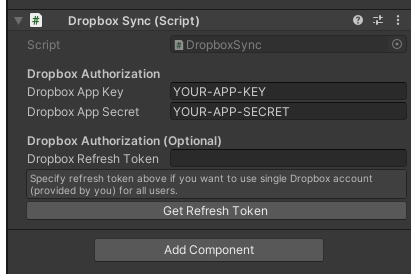 Dropbox Sync (Script)
Script DropboxSync
Dropbox Authorization
Dropbox App Key YOUR-APP-KEY
Dropbox App Secret YOUR-APP-SECRET
Dropbox Authorization (Optional)
Dropbox Refresh Token
Specify refresh token above if you want to use single Dropbox account
(provided by you) for all users.
Get Refresh Token
Add Component